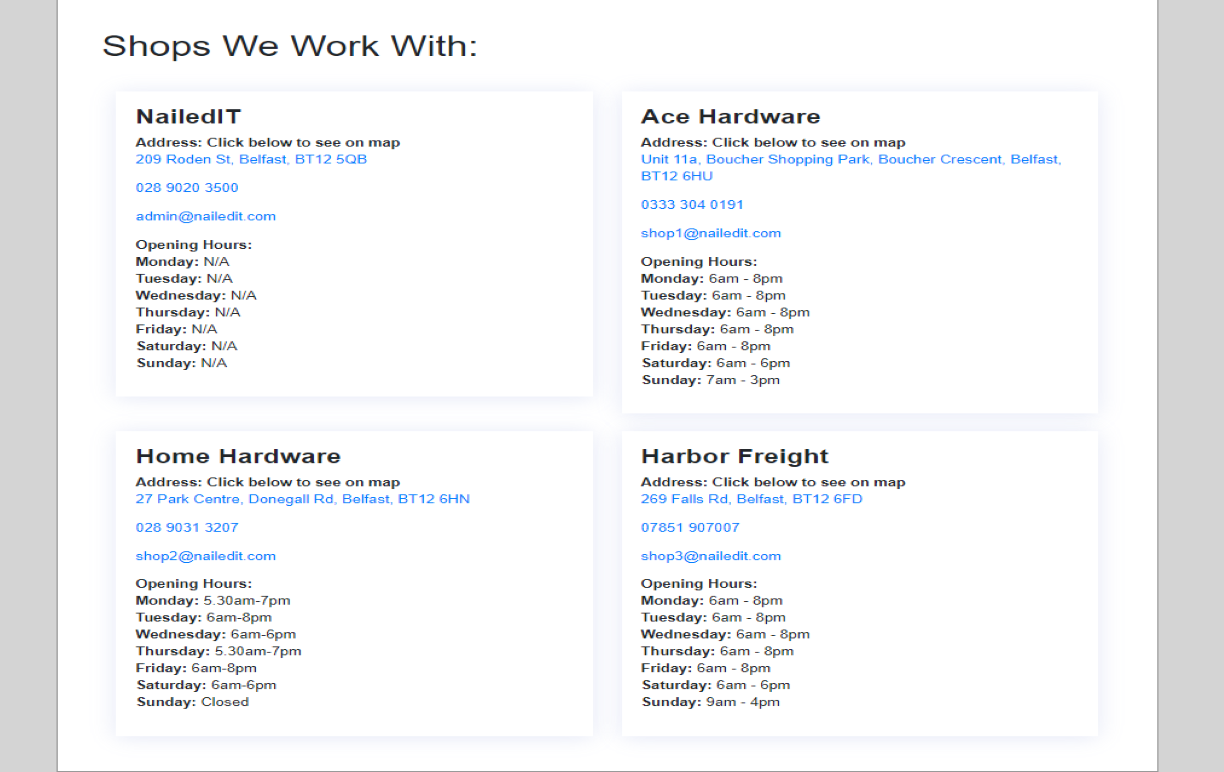 Shops We Work With:
NailedIT
Address: Click below to see on map
209 Roden St, Belfast, BT12 5QB
028 9020 3500
admin@nailedit.com
Opening Hours:
Monday: N/A
Tuesday: N/A
Wednesday: N/A
Thursday: N/A
Friday: N/A
Saturday: N/A
Sunday: N/A
Ace Hardware
Address: Click below to see on map
Unit 11a, Boucher Shopping Park, Boucher Crescent, Belfast,
BT12 6HU
0333 304 0191
shop1@nailedit.com
Opening Hours:
Monday: 6am - 8pm
Tuesday: 6am - 8pm
Wednesday: 6am - 8pm
Thursday: 6am - 8pm
Friday: 6am - 8pm
Saturday: 6am - 6pm
Sunday: 7am - 3pm
Home Hardware
Address: Click below to see on map
27 Park Centre, Donegall Rd, Belfast, BT12 6HN
028 9031 3207
shop2@nailedit.com
Opening Hours:
Monday: 5.30am-7pm
Tuesday: 6am-8pm
Wednesday: 6am-6pm
Thursday: 5.30am-7pm
Friday: 6am-8pm
Saturday: 6am-6pm
Sunday: Closed
Harbor Freight
Address: Click below to see on map
269 Falls Rd, Belfast, BT12 6FD
07851 907007
shop3@nailedit.com
Opening Hours:
Monday: 6am - 8pm
Tuesday: 6am - 8pm
Wednesday: 6am - 8pm
Thursday: 6am - 8pm
Friday: 6am - 8pm
Saturday: 6am - 6pm
Sunday: 9am - 4pm